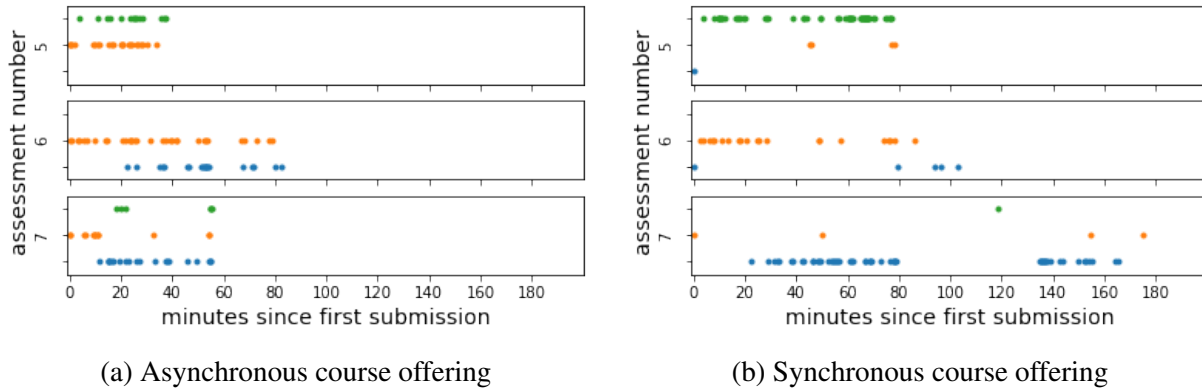 assessment number
5
6
7
0 20 40 60 80 100 120 140 160 180
minutes since first submission
(a) Asynchronous course offering
assessment number
5
6
7
0 20 40 60 80 100 120 140 160 180
minutes since first submission
(b) Synchronous course offering